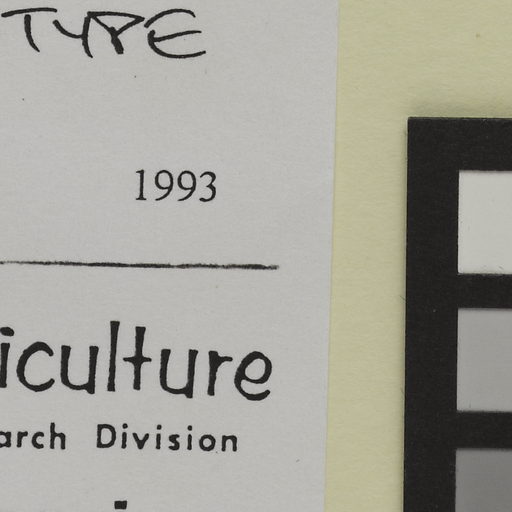 TYPE
1993
iculture
arch Division